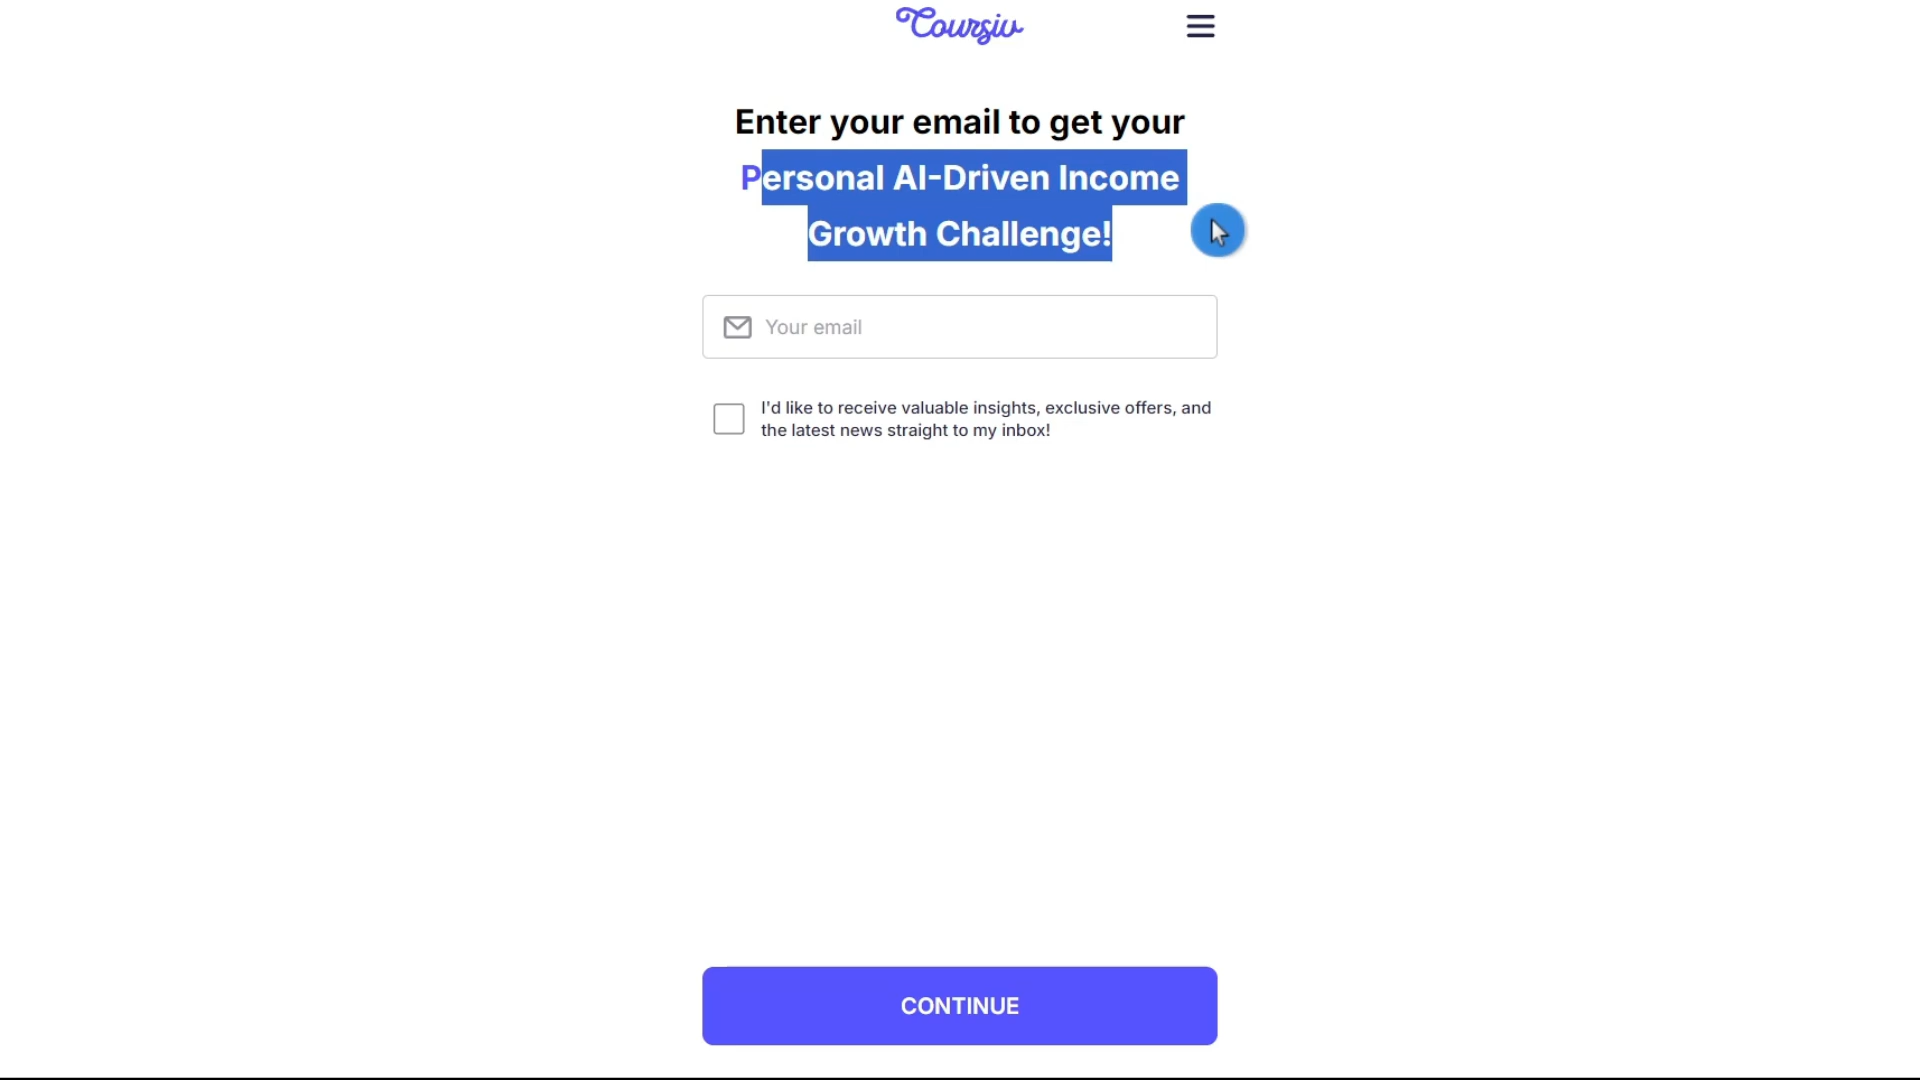 Coursiv
Enter your email to get your
Personal AI-Driven Income
Growth Challenge!
Your email
I'd like to receive valuable insights, exclusive offers, and
the latest news straight to my inbox!
CONTINUE